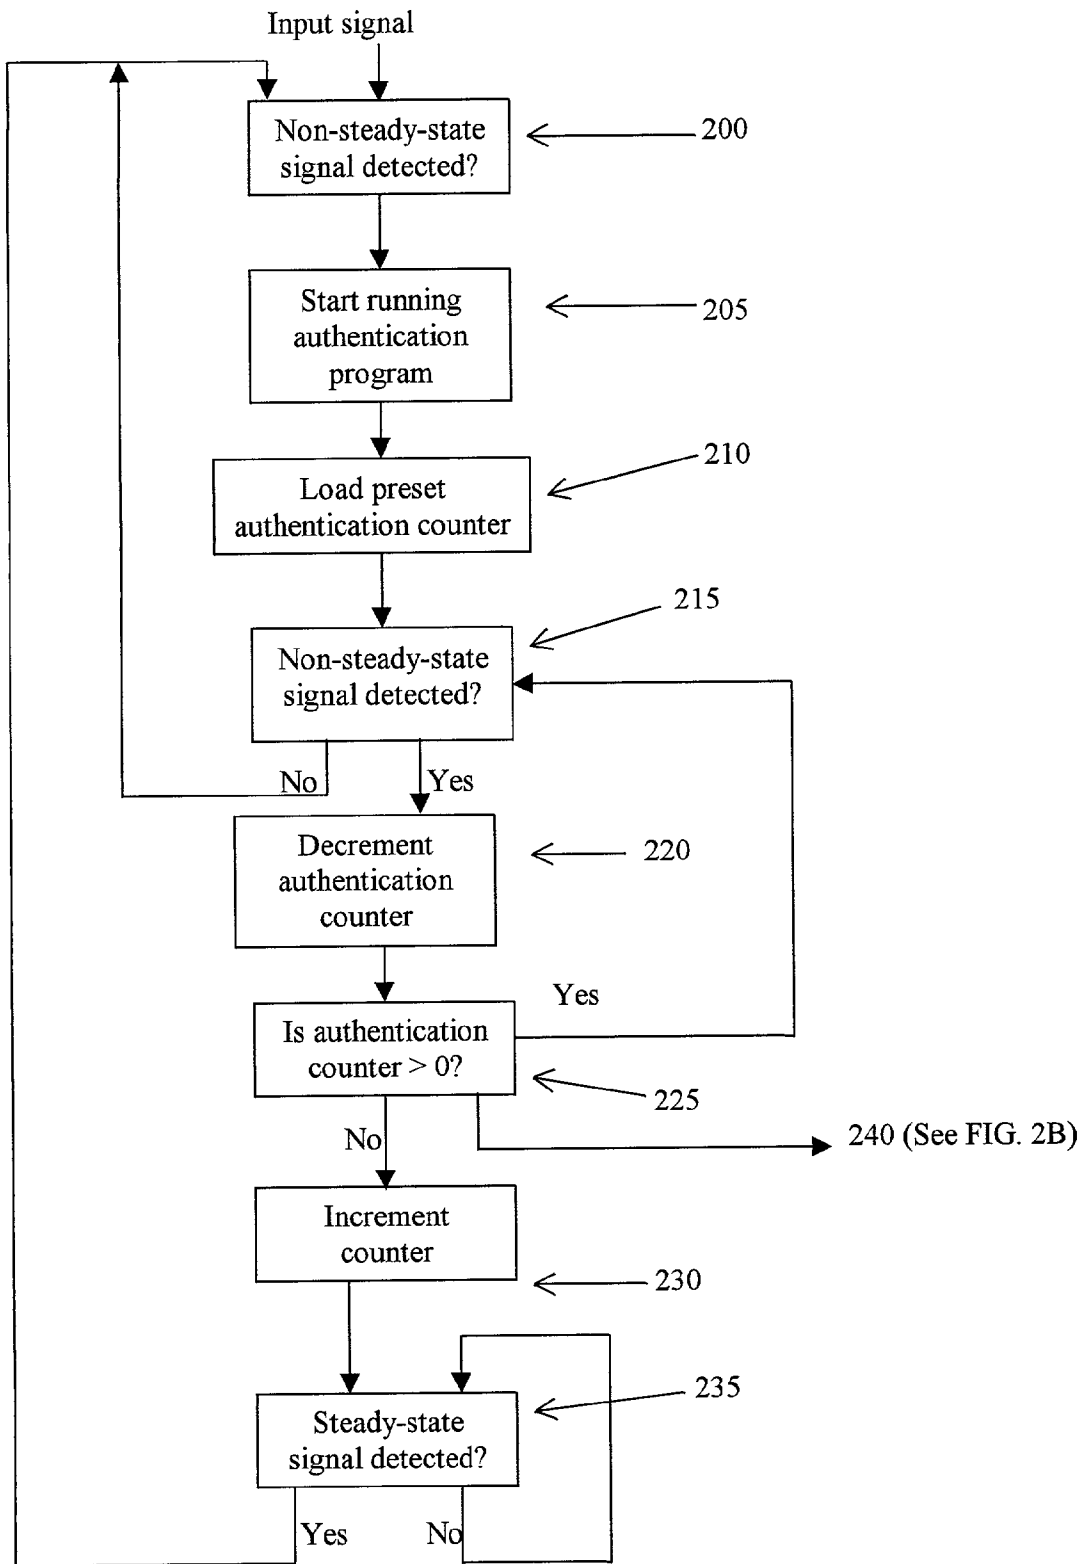 Input signal
Non-steady-state
signal detected?
200
Start running
authentication
program
205
Load preset
authentication counter
210
Non-steady-state
signal detected?
215
No
Yes
Decrement
authentication
counter
220
Is authentication
counter > 0?
Yes
225
No
240 (See FIG. 2B)
Increment
counter
230
Steady-state
signal detected?
235
Yes
No